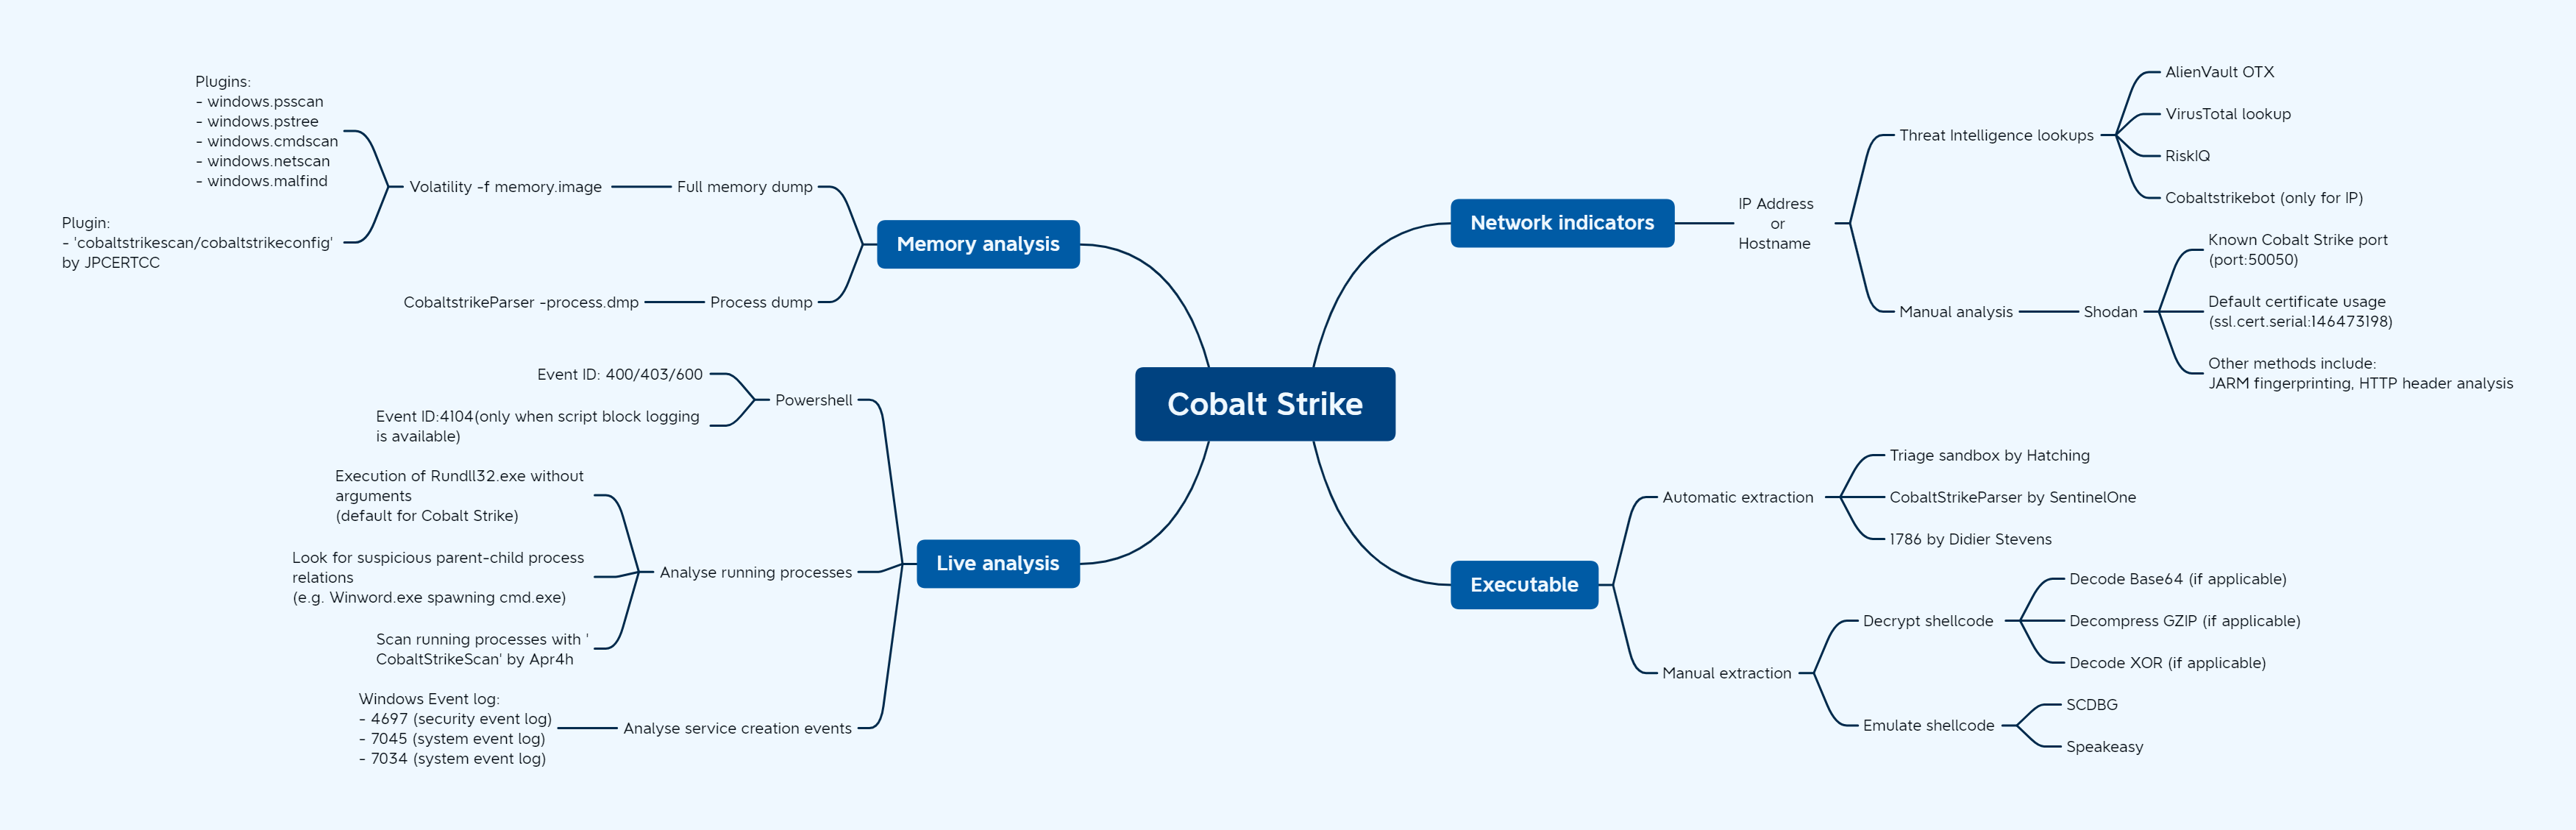 Cobalt Strike
Memory analysis
Full memory dump
Volatility -f memory.image
Plugins:
- windows.psscan
- windows.pstree
- windows.cmdscan
- windows.netscan
- windows.malfind
Plugin:
- 'cobaltstrikescan/cobaltstrikeconfig'
by JPCERTCC
Process dump
CobaltstrikeParser -process.dmp
Live analysis
Powershell
Event ID: 400/403/600
Event ID:4104(only when script block logging
is available)
Analyse running processes
Execution of Rundll32.exe without
arguments
(default for Cobalt Strike)
Look for suspicious parent-child process
relations
(e.g. Winword.exe spawning cmd.exe)
Scan running processes with '
CobaltStrikeScan' by Apr4h
Analyse service creation events
Windows Event log:
- 4697 (security event log)
- 7045 (system event log)
- 7034 (system event log)
Network indicators
IP Address
or
Hostname
Threat Intelligence lookups
AlienVault OTX
VirusTotal lookup
RiskIQ
Cobaltstrikebot (only for IP)
Manual analysis
Shodan
Known Cobalt Strike port
(port:50050)
Default certificate usage
(ssl.cert.serial:146473198)
Other methods include:
JARM fingerprinting, HTTP header analysis
Executable
Automatic extraction
Triage sandbox by Hatching
CobaltStrikeParser by SentinelOne
1786 by Didier Stevens
Manual extraction
Decrypt shellcode
Decode Base64 (if applicable)
Decompress GZIP (if applicable)
Decode XOR (if applicable)
Emulate shellcode
SCDBG
Speakeasy